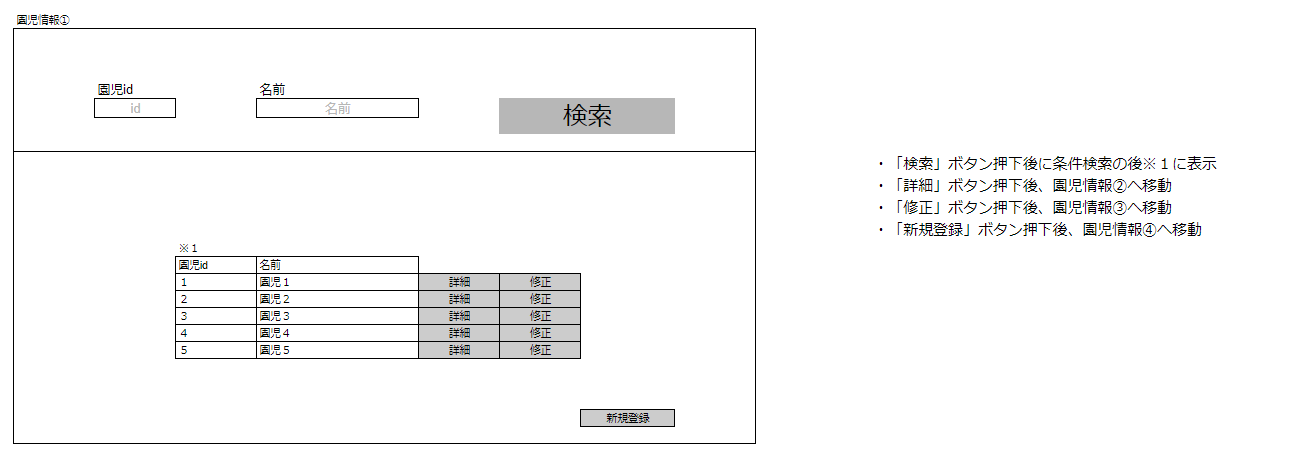 園児情報①
園児id 名前
id 名前 検索
・「検索」ボタン押下後に条件検索の後※１に表示
・「詳細」ボタン押下後、園児情報②へ移動
・「修正」ボタン押下後、園児情報③へ移動
・「新規登録」ボタン押下後、園児情報④へ移動
※１
園児id 名前
1 園児１ 詳細 修正
2 園児２ 詳細 修正
3 園児３ 詳細 修正
4 園児４ 詳細 修正
5 園児５ 詳細 修正
新規登録